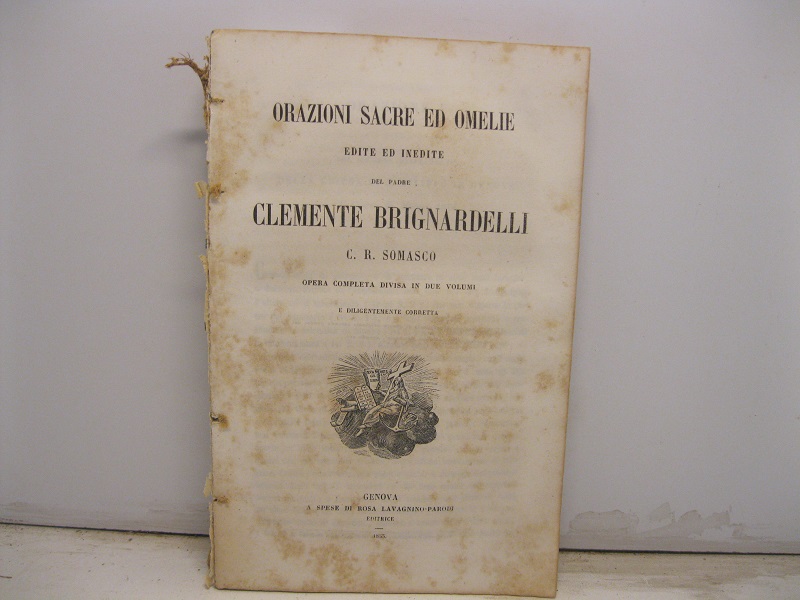 ORAZIONI SACRE ED OMELIE
EDITE ED INEDITE
DEL PADRE
CLEMENTE BRIGNARDELLI
C. R. SOMASCO
OPERA COMPLETA DIVISA IN DUE VOLUMI
E DILIGENTEMENTE CORRETTA
GENOVA
A SPESE DI ROSA LAVAGNINO-PARODI
EDITRICE